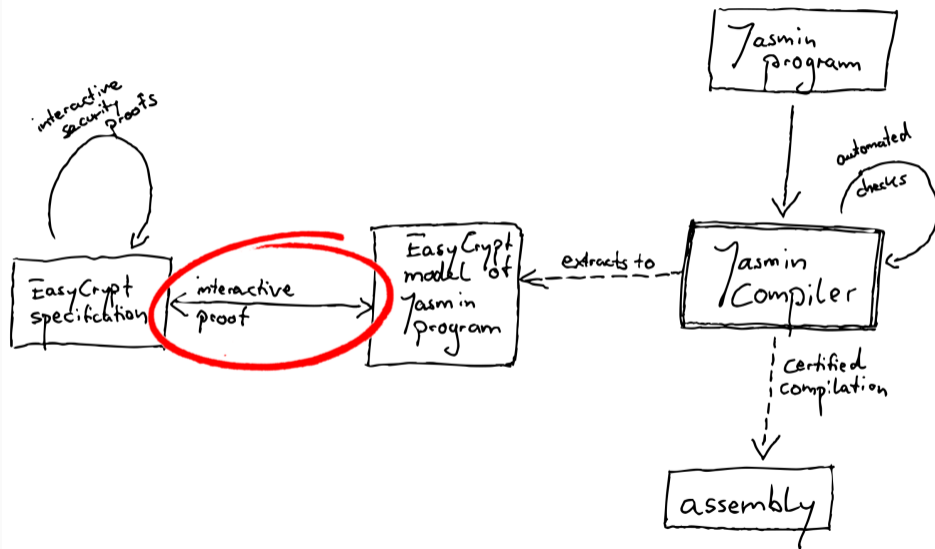 Jasmin
program
interactive
security
proofs
automated
checks
EasyCrypt
specification
interactive
proof
EasyCrypt
model of
Jasmin
program
extracts to
Jasmin
Compiler
certified
compilation
assembly